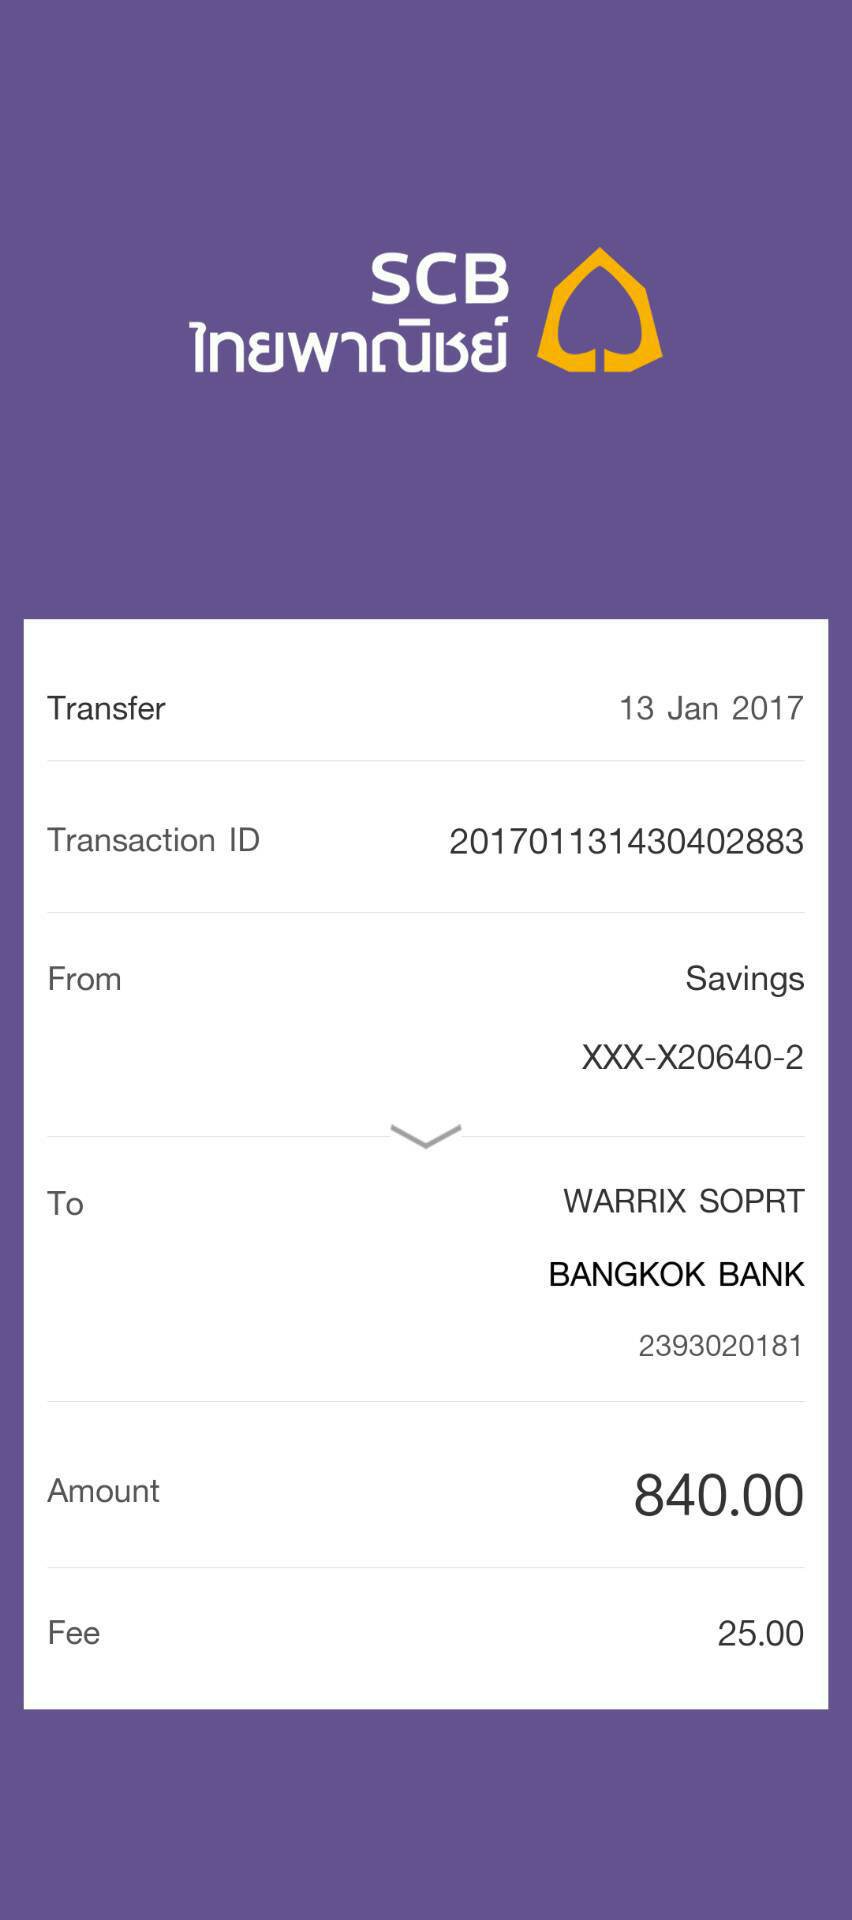 SCB
ไทยพาณิชย์
Transfer 13 Jan 2017
Transaction ID 201701131430402883
From Savings
XXX-X20640-2
To WARRIX SOPRT
BANGKOK BANK
2393020181
Amount 840.00
Fee 25.00